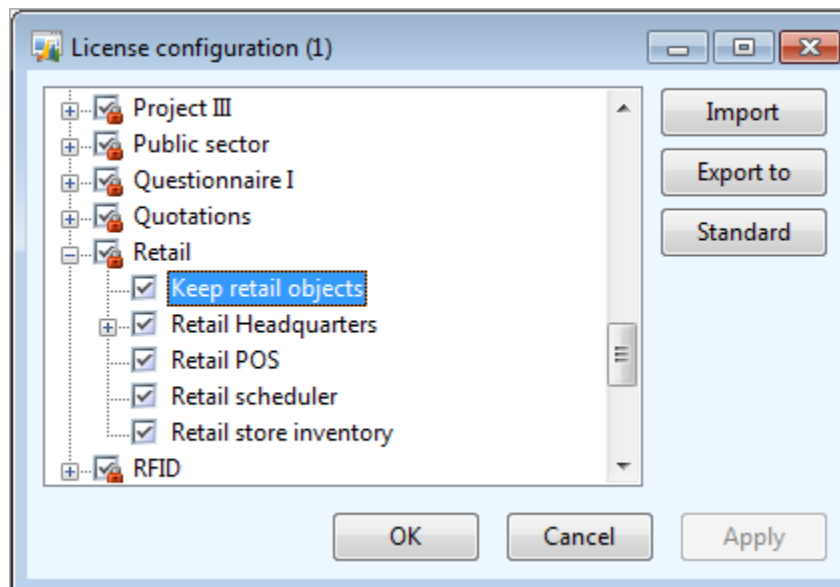 License configuration (1)
Project III
Public sector
Questionnaire I
Quotations
Retail
Keep retail objects
Retail Headquarters
Retail POS
Retail scheduler
Retail store inventory
RFID
Import
Export to
Standard
OK
Cancel
Apply